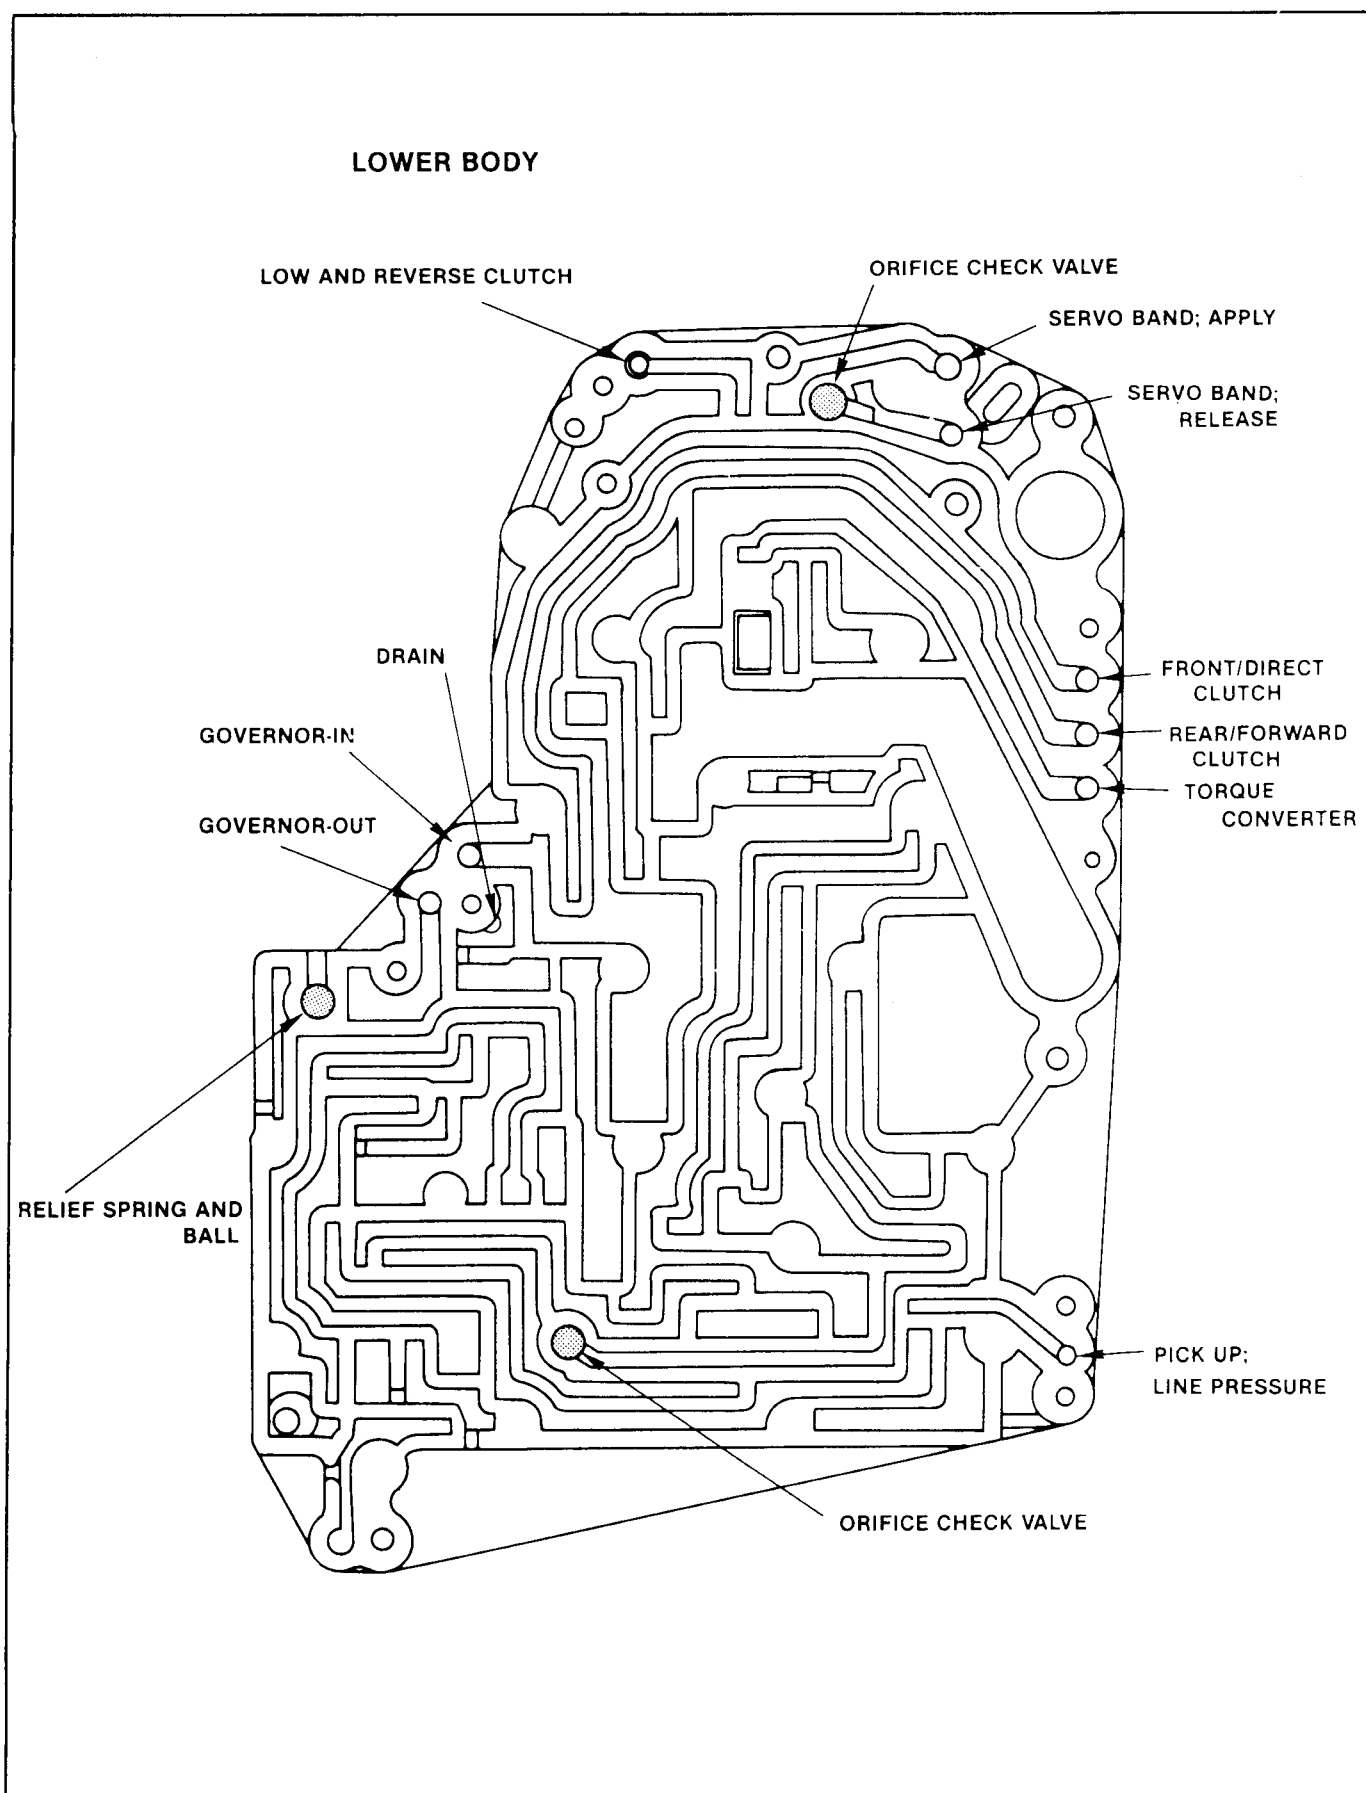 LOWER BODY
LOW AND REVERSE CLUTCH
ORIFICE CHECK VALVE
SERVO BAND; APPLY
SERVO BAND;
RELEASE
DRAIN
FRONT/DIRECT
CLUTCH
GOVERNOR-IN
REAR/FORWARD
CLUTCH
TORQUE
CONVERTER
GOVERNOR-OUT
RELIEF SPRING AND
BALL
PICK UP;
LINE PRESSURE
ORIFICE CHECK VALVE